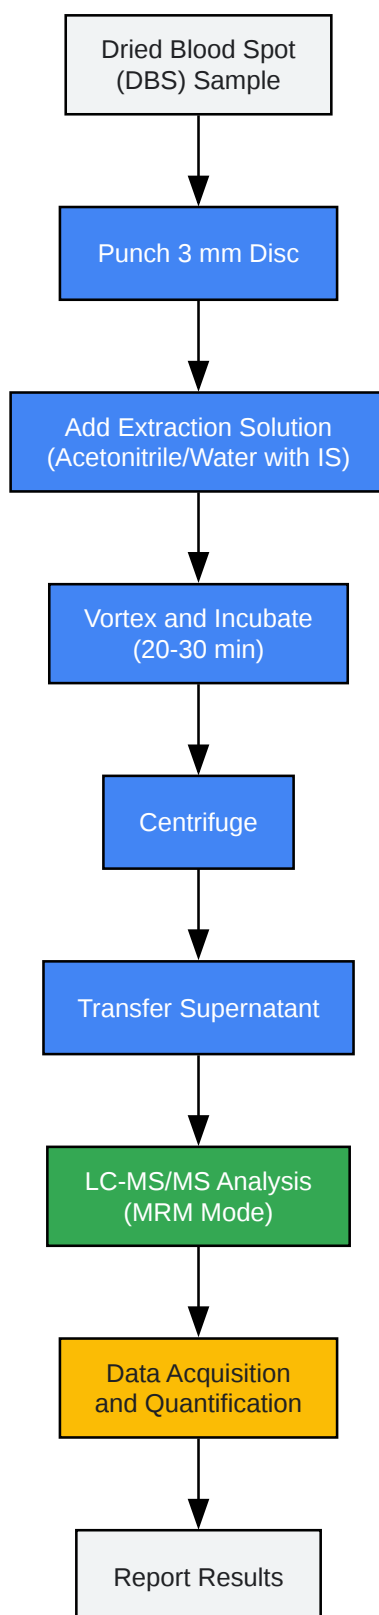 Dried Blood Spot
(DBS) Sample
Punch 3 mm Disc
Add Extraction Solution
(Acetonitrile/Water with IS)
Vortex and Incubate
(20-30 min)
Centrifuge
Transfer Supernatant
LC-MS/MS Analysis
(MRM Mode)
Data Acquisition
and Quantification
Report Results